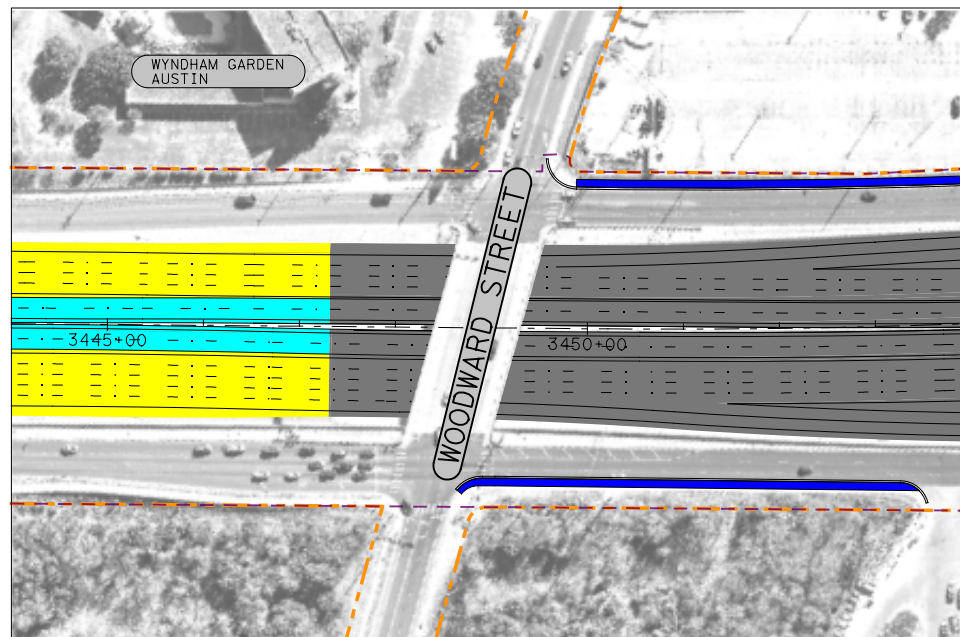 WYNDHAM GARDEN
AUSTIN
WOODWARD STREET
3445+00
3450+00